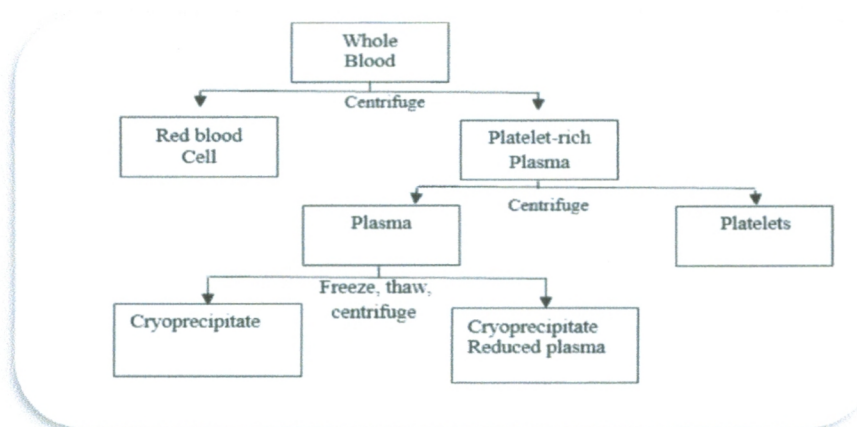 Whole
Blood
Centrifuge
Red blood
Cell
Platelet-rich
Plasma
Centrifuge
Plasma
Platelets
Freeze, thaw,
centrifuge
Cryoprecipitate
Cryoprecipitate
Reduced plasma